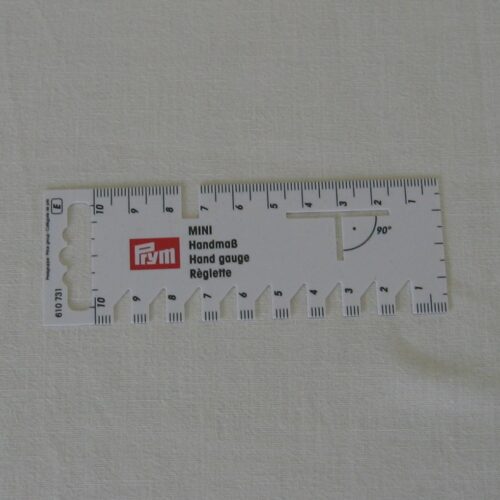 Prym
MINI
Handmaß
Hand gauge
Règlette
90°
10 9 8 7 6 5 4 3 2 1
10 9 8 7 6 5 4 3 2 1
E
610 731